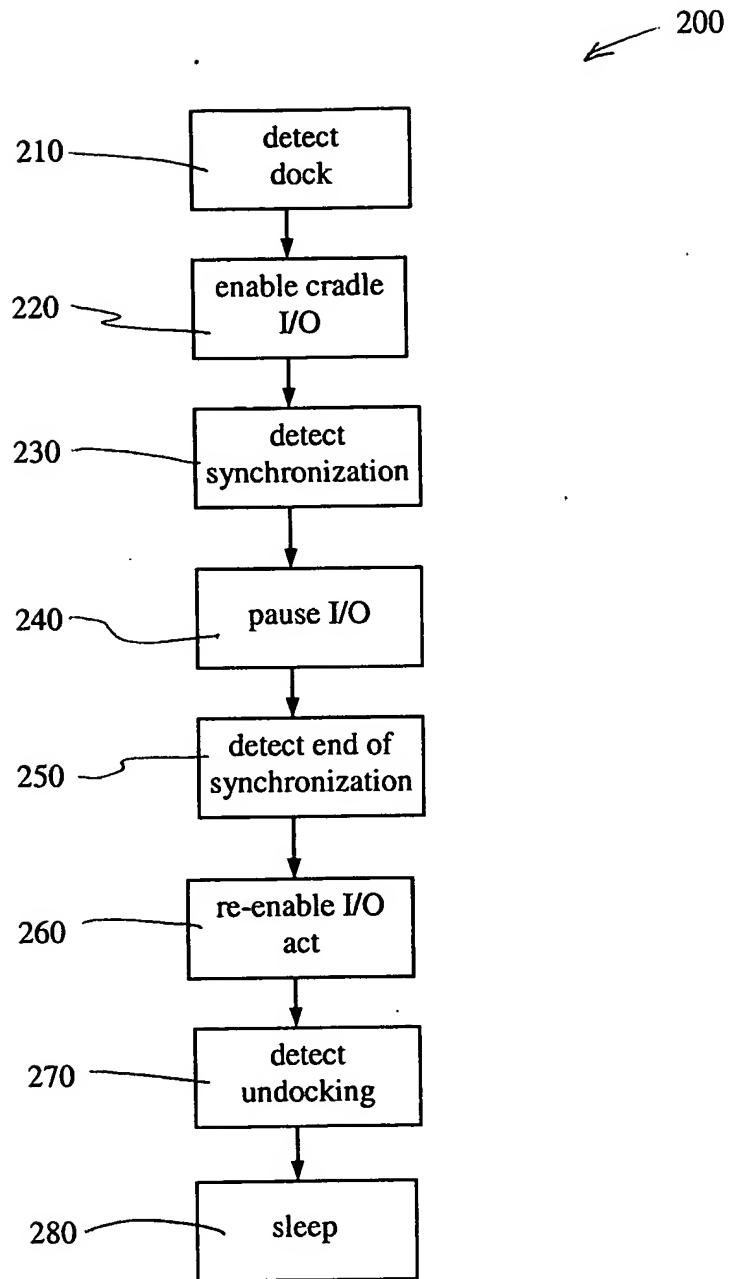 200
210
detect
dock
220
enable cradle
I/O
230
detect
synchronization
240
pause I/O
250
detect end of
synchronization
260
re-enable I/O
act
270
detect
undocking
280
sleep